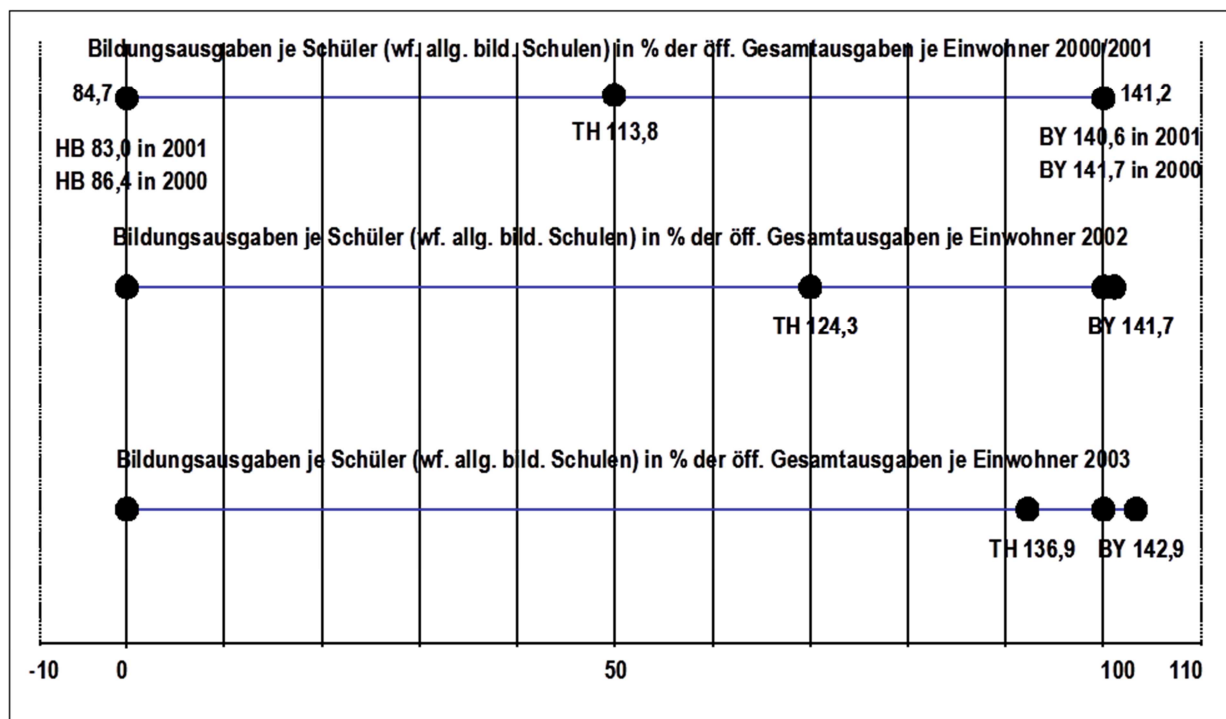 Bildungsausgaben je Schüler (wf. allg. bild. Schulen) in % der öff. Gesamtausgaben je Einwohner 2000/2001
84,7
141,2
TH 113,8
HB 83,0 in 2001
HB 86,4 in 2000
BY 140,6 in 2001
BY 141,7 in 2000
Bildungsausgaben je Schüler (wf. allg. bild. Schulen) in % der öff. Gesamtausgaben je Einwohner 2002
TH 124,3
BY 141,7
Bildungsausgaben je Schüler (wf. allg. bild. Schulen) in % der öff. Gesamtausgaben je Einwohner 2003
TH 136,9
BY 142,9
-10 0 50 100 110